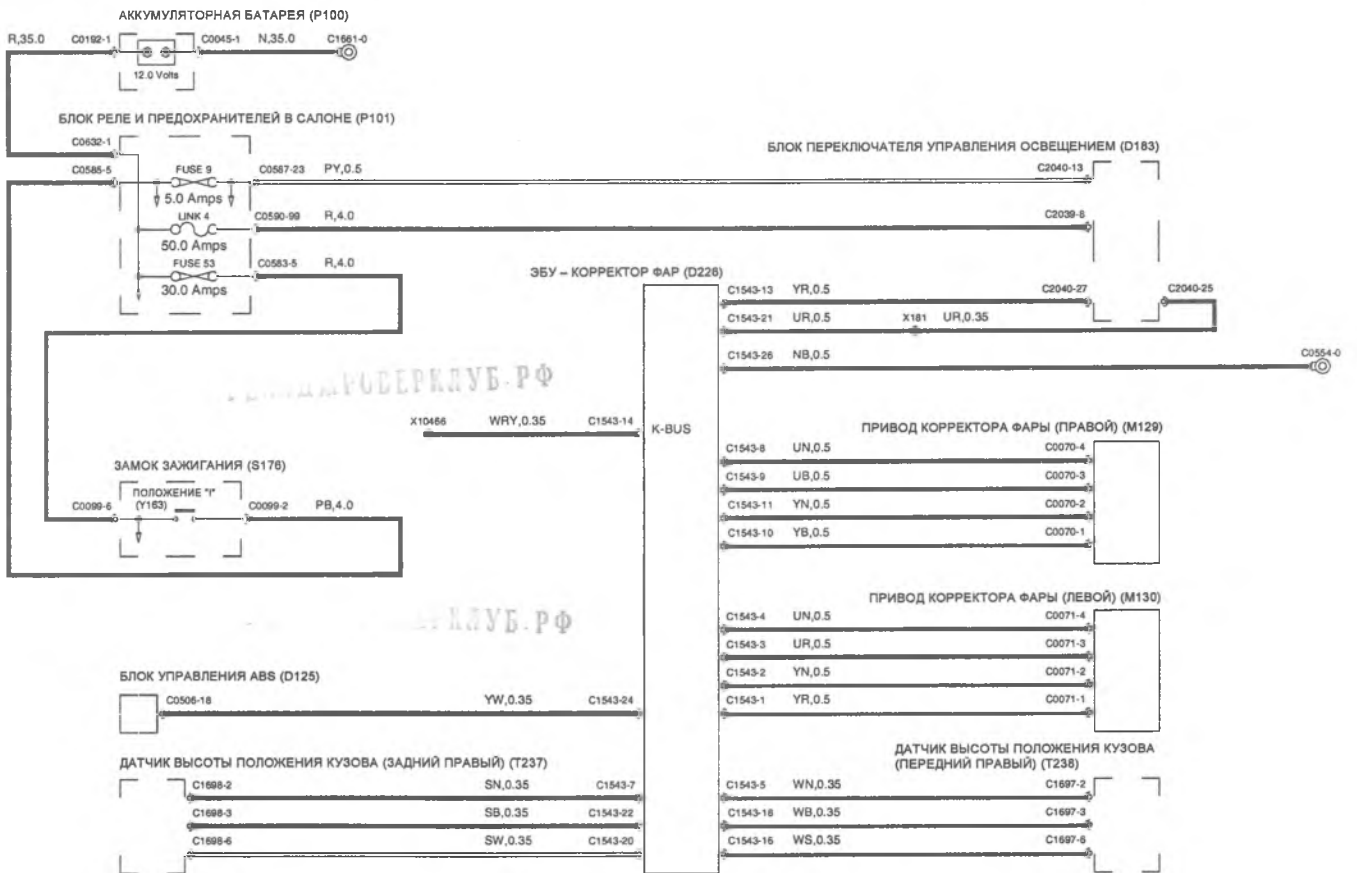 АККУМУЛЯТОРНАЯ БАТАРЕЯ (P100)
R,35.0 C0192-1 C0045-1 N,35.0 C1661-0
12.0 Volts
БЛОК РЕЛЕ И ПРЕДОХРАНИТЕЛЕЙ В САЛОНЕ (P101)
C0632-1
C0585-5 FUSE 9 C0587-23 PY,0.5
5.0 Amps
LINK 4 C0590-99 R,4.0
50.0 Amps
FUSE 53 C0583-5 R,4.0
30.0 Amps
БЛОК ПЕРЕКЛЮЧАТЕЛЯ УПРАВЛЕНИЯ ОСВЕЩЕНИЕМ (D183)
C2040-13
C2039-8
ЭБУ – КОРРЕКТОР ФАР (D226)
C1543-13 YR,0.5 C2040-27 C2040-25
C1543-21 UR,0.5 X181 UR,0.35
C1543-26 NB,0.5 C0554-0
X10466 WRY,0.35 C1543-14 K-BUS
ПРИВОД КОРРЕКТОРА ФАРЫ (ПРАВОЙ) (M129)
C1543-8 UN,0.5 C0070-4
C1543-9 UB,0.5 C0070-3
C1543-11 YN,0.5 C0070-2
C1543-10 YB,0.5 C0070-1
ЗАМОК ЗАЖИГАНИЯ (S176)
ПОЛОЖЕНИЕ "I"
C0099-6 (Y163) C0099-2 PB,4.0
ПРИВОД КОРРЕКТОРА ФАРЫ (ЛЕВОЙ) (M130)
C1543-4 UN,0.5 C0071-4
C1543-3 UR,0.5 C0071-3
C1543-2 YN,0.5 C0071-2
C1543-1 YR,0.5 C0071-1
БЛОК УПРАВЛЕНИЯ ABS (D125)
C0506-18 YW,0.35 C1543-24
ДАТЧИК ВЫСОТЫ ПОЛОЖЕНИЯ КУЗОВА (ЗАДНИЙ ПРАВЫЙ) (T237)
C1698-2 SN,0.35 C1543-7
C1698-3 SB,0.35 C1543-22
C1698-6 SW,0.35 C1543-20
ДАТЧИК ВЫСОТЫ ПОЛОЖЕНИЯ КУЗОВА
(ПЕРЕДНИЙ ПРАВЫЙ) (T238)
C1543-5 WN,0.35 C1697-2
C1543-18 WB,0.35 C1697-3
C1543-16 WS,0.35 C1697-6